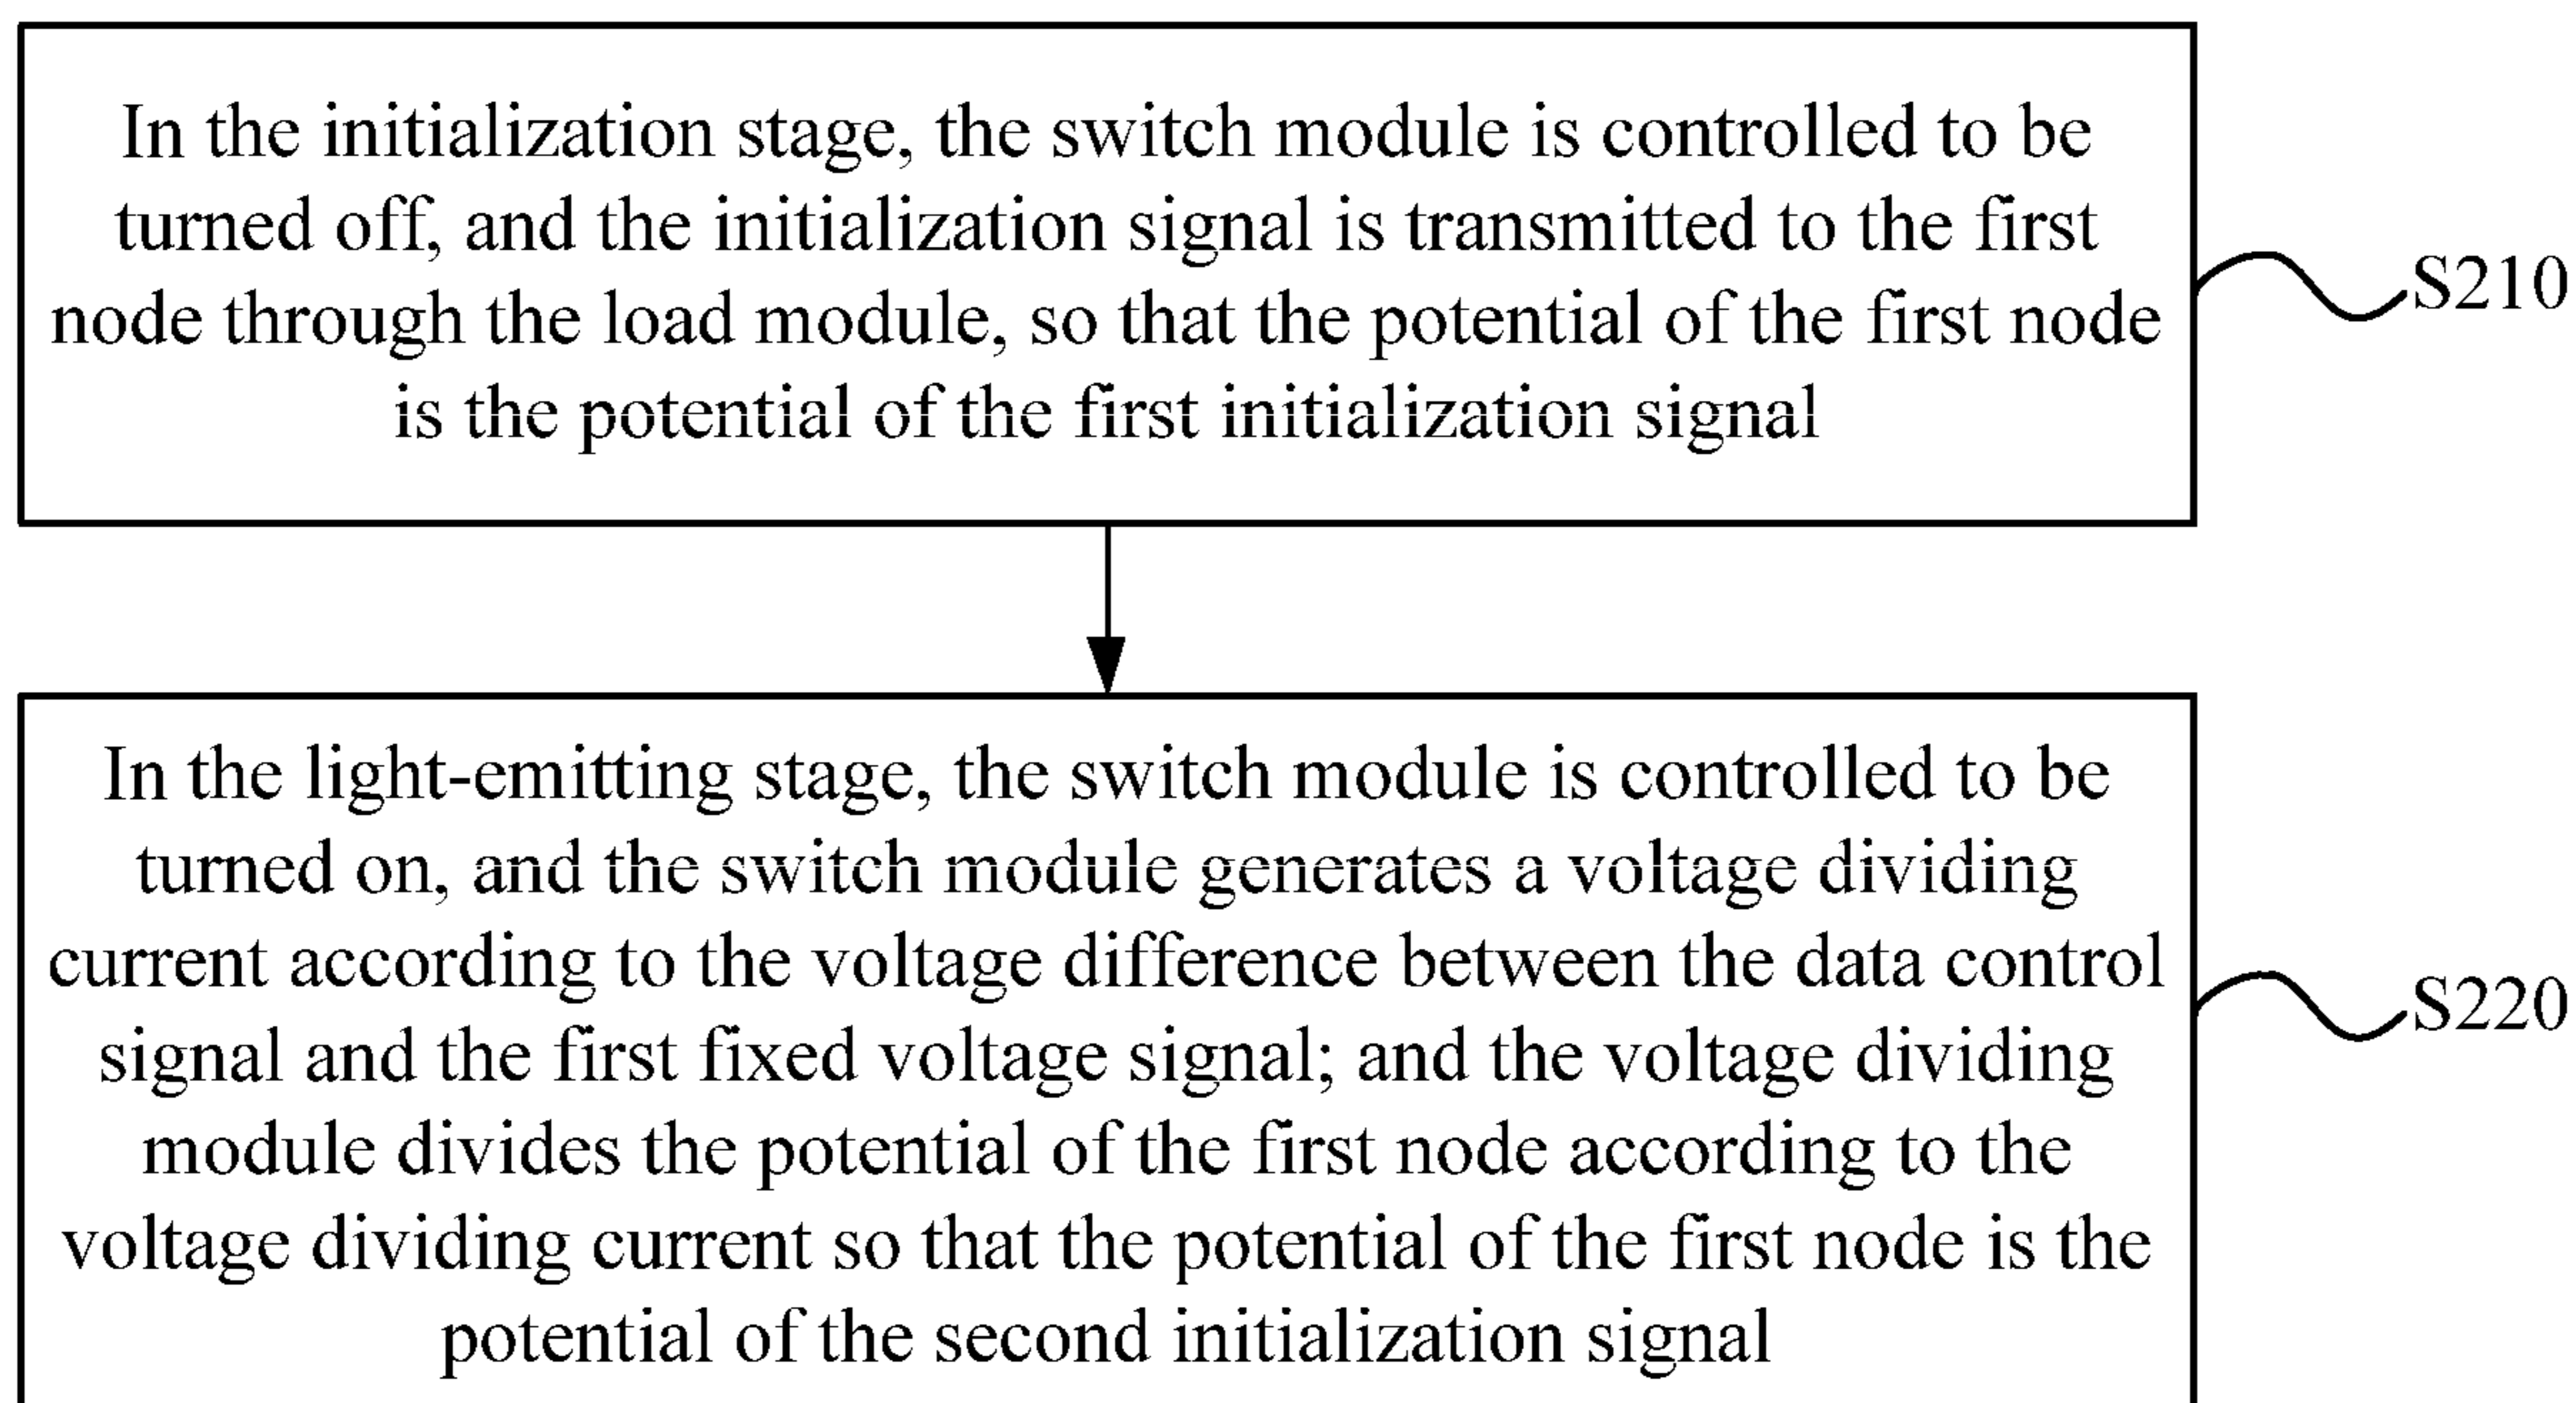 In the initialization stage, the switch module is controlled to be
turned off, and the initialization signal is transmitted to the first
node through the load module, so that the potential of the first node
is the potential of the first initialization signal
S210
In the light-emitting stage, the switch module is controlled to be
turned on, and the switch module generates a voltage dividing
current according to the voltage difference between the data control
signal and the first fixed voltage signal; and the voltage dividing
module divides the potential of the first node according to the
voltage dividing current so that the potential of the first node is the
potential of the second initialization signal
S220